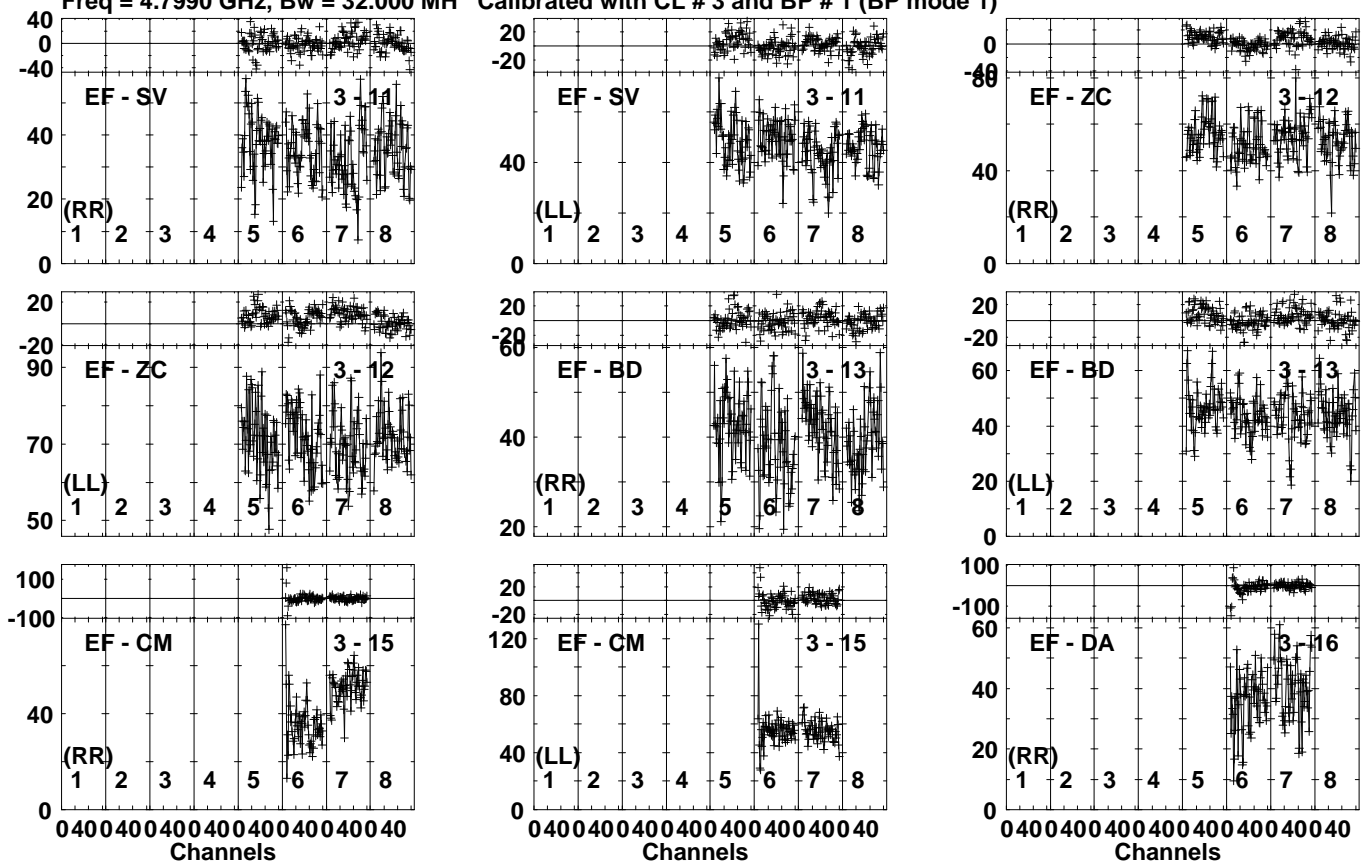 Freq = 4.7990 GHz, Bw = 32.000 MH Calibrated with CL # 3 and BP # 1 (BP mode 1)
40
0
-40
EF - SV 3 - 11
40
20
(RR)
1 2 3 4 5 6 7 8
0
20
-20
EF - SV 3 - 11
40
(LL)
1 2 3 4 5 6 7 8
0
0
-40
80
EF - ZC 3 - 12
40
(RR)
1 2 3 4 5 6 7 8
0
20
-20
90
EF - ZC 3 - 12
70
(LL)
50
1 2 3 4 5 6 7 8
20
-20
60
EF - BD 3 - 13
40
(RR)
1 2 3 4 5 6 7 8
20
20
-20
60
EF - BD 3 - 13
40
20
(LL)
1 2 3 4 5 6 7 8
0
100
-100
EF - CM 3 - 15
40
(RR)
1 2 3 4 5 6 7 8
0
0 40 0 40 0 40 0 40 0 40 0 40 0 40 0 40
Channels
20
-20
120
EF - CM 3 - 15
80
40
(LL)
1 2 3 4 5 6 7 8
0
0 40 0 40 0 40 0 40 0 40 0 40 0 40 0 40
Channels
100
-100
60
EF - DA 3 - 16
40
20
(RR)
1 2 3 4 5 6 7 8
0
0 40 0 40 0 40 0 40 0 40 0 40 0 40 0 40
Channels